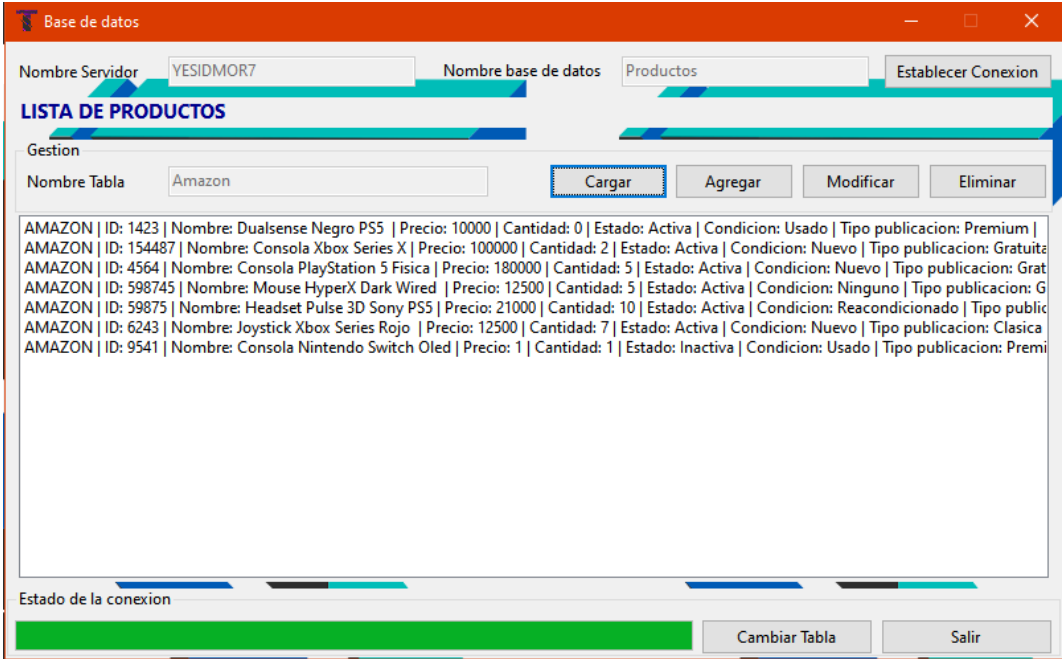 Base de datos
Nombre Servidor YESIDMOR7 Nombre base de datos Productos Establecer Conexion
LISTA DE PRODUCTOS
Gestion
Nombre Tabla Amazon Cargar Agregar Modificar Eliminar
AMAZON | ID: 1423 | Nombre: Dualsense Negro PS5 | Precio: 10000 | Cantidad: 0 | Estado: Activa | Condicion: Usado | Tipo publicacion: Premium |
AMAZON | ID: 154487 | Nombre: Consola Xbox Series X | Precio: 100000 | Cantidad: 2 | Estado: Activa | Condicion: Nuevo | Tipo publicacion: Gratuita
AMAZON | ID: 4564 | Nombre: Consola PlayStation 5 Fisica | Precio: 180000 | Cantidad: 5 | Estado: Activa | Condicion: Nuevo | Tipo publicacion: Grat
AMAZON | ID: 598745 | Nombre: Mouse HyperX Dark Wired | Precio: 12500 | Cantidad: 5 | Estado: Activa | Condicion: Ninguno | Tipo publicacion: G
AMAZON | ID: 59875 | Nombre: Headset Pulse 3D Sony PS5 | Precio: 21000 | Cantidad: 10 | Estado: Activa | Condicion: Reacondicionado | Tipo public
AMAZON | ID: 6243 | Nombre: Joystick Xbox Series Rojo | Precio: 12500 | Cantidad: 7 | Estado: Activa | Condicion: Nuevo | Tipo publicacion: Clasica
AMAZON | ID: 9541 | Nombre: Consola Nintendo Switch Oled | Precio: 1 | Cantidad: 1 | Estado: Inactiva | Condicion: Usado | Tipo publicacion: Premi
Estado de la conexion
Cambiar Tabla Salir